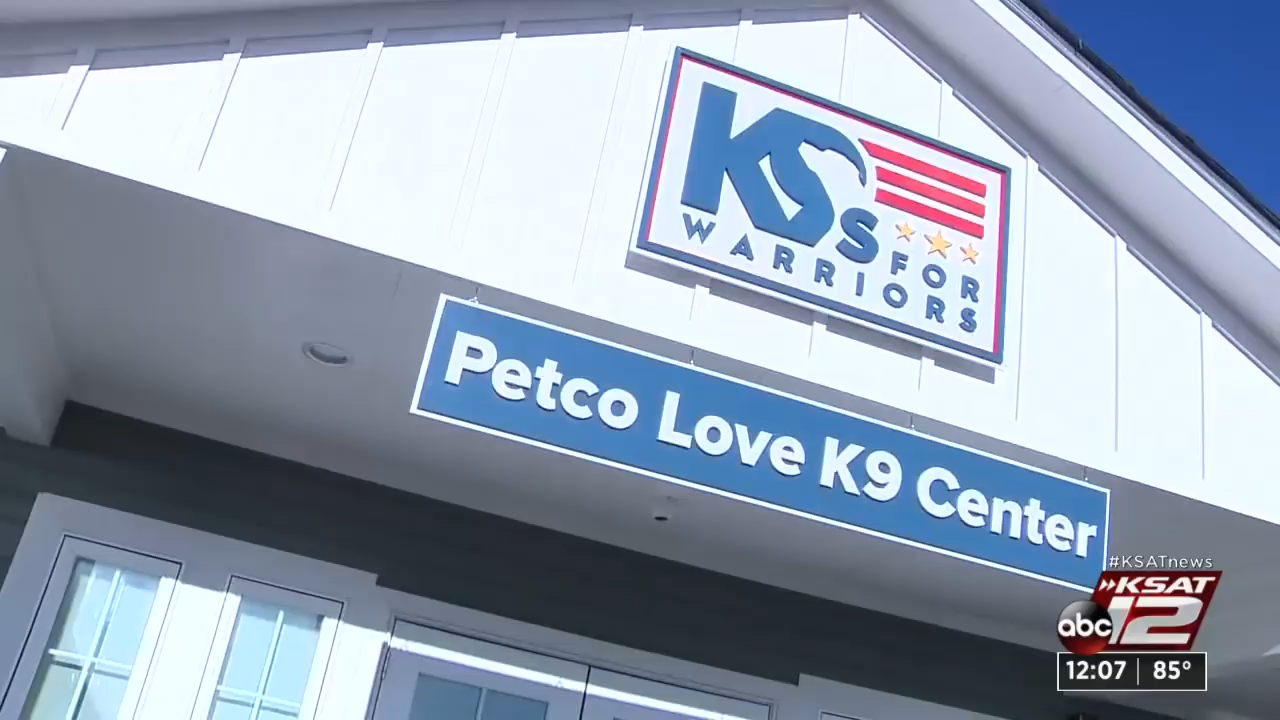 K9s
FOR
WARRIORS
Petco Love K9 Center
#KSATnews
KSAT
abc 12
12:07 85°